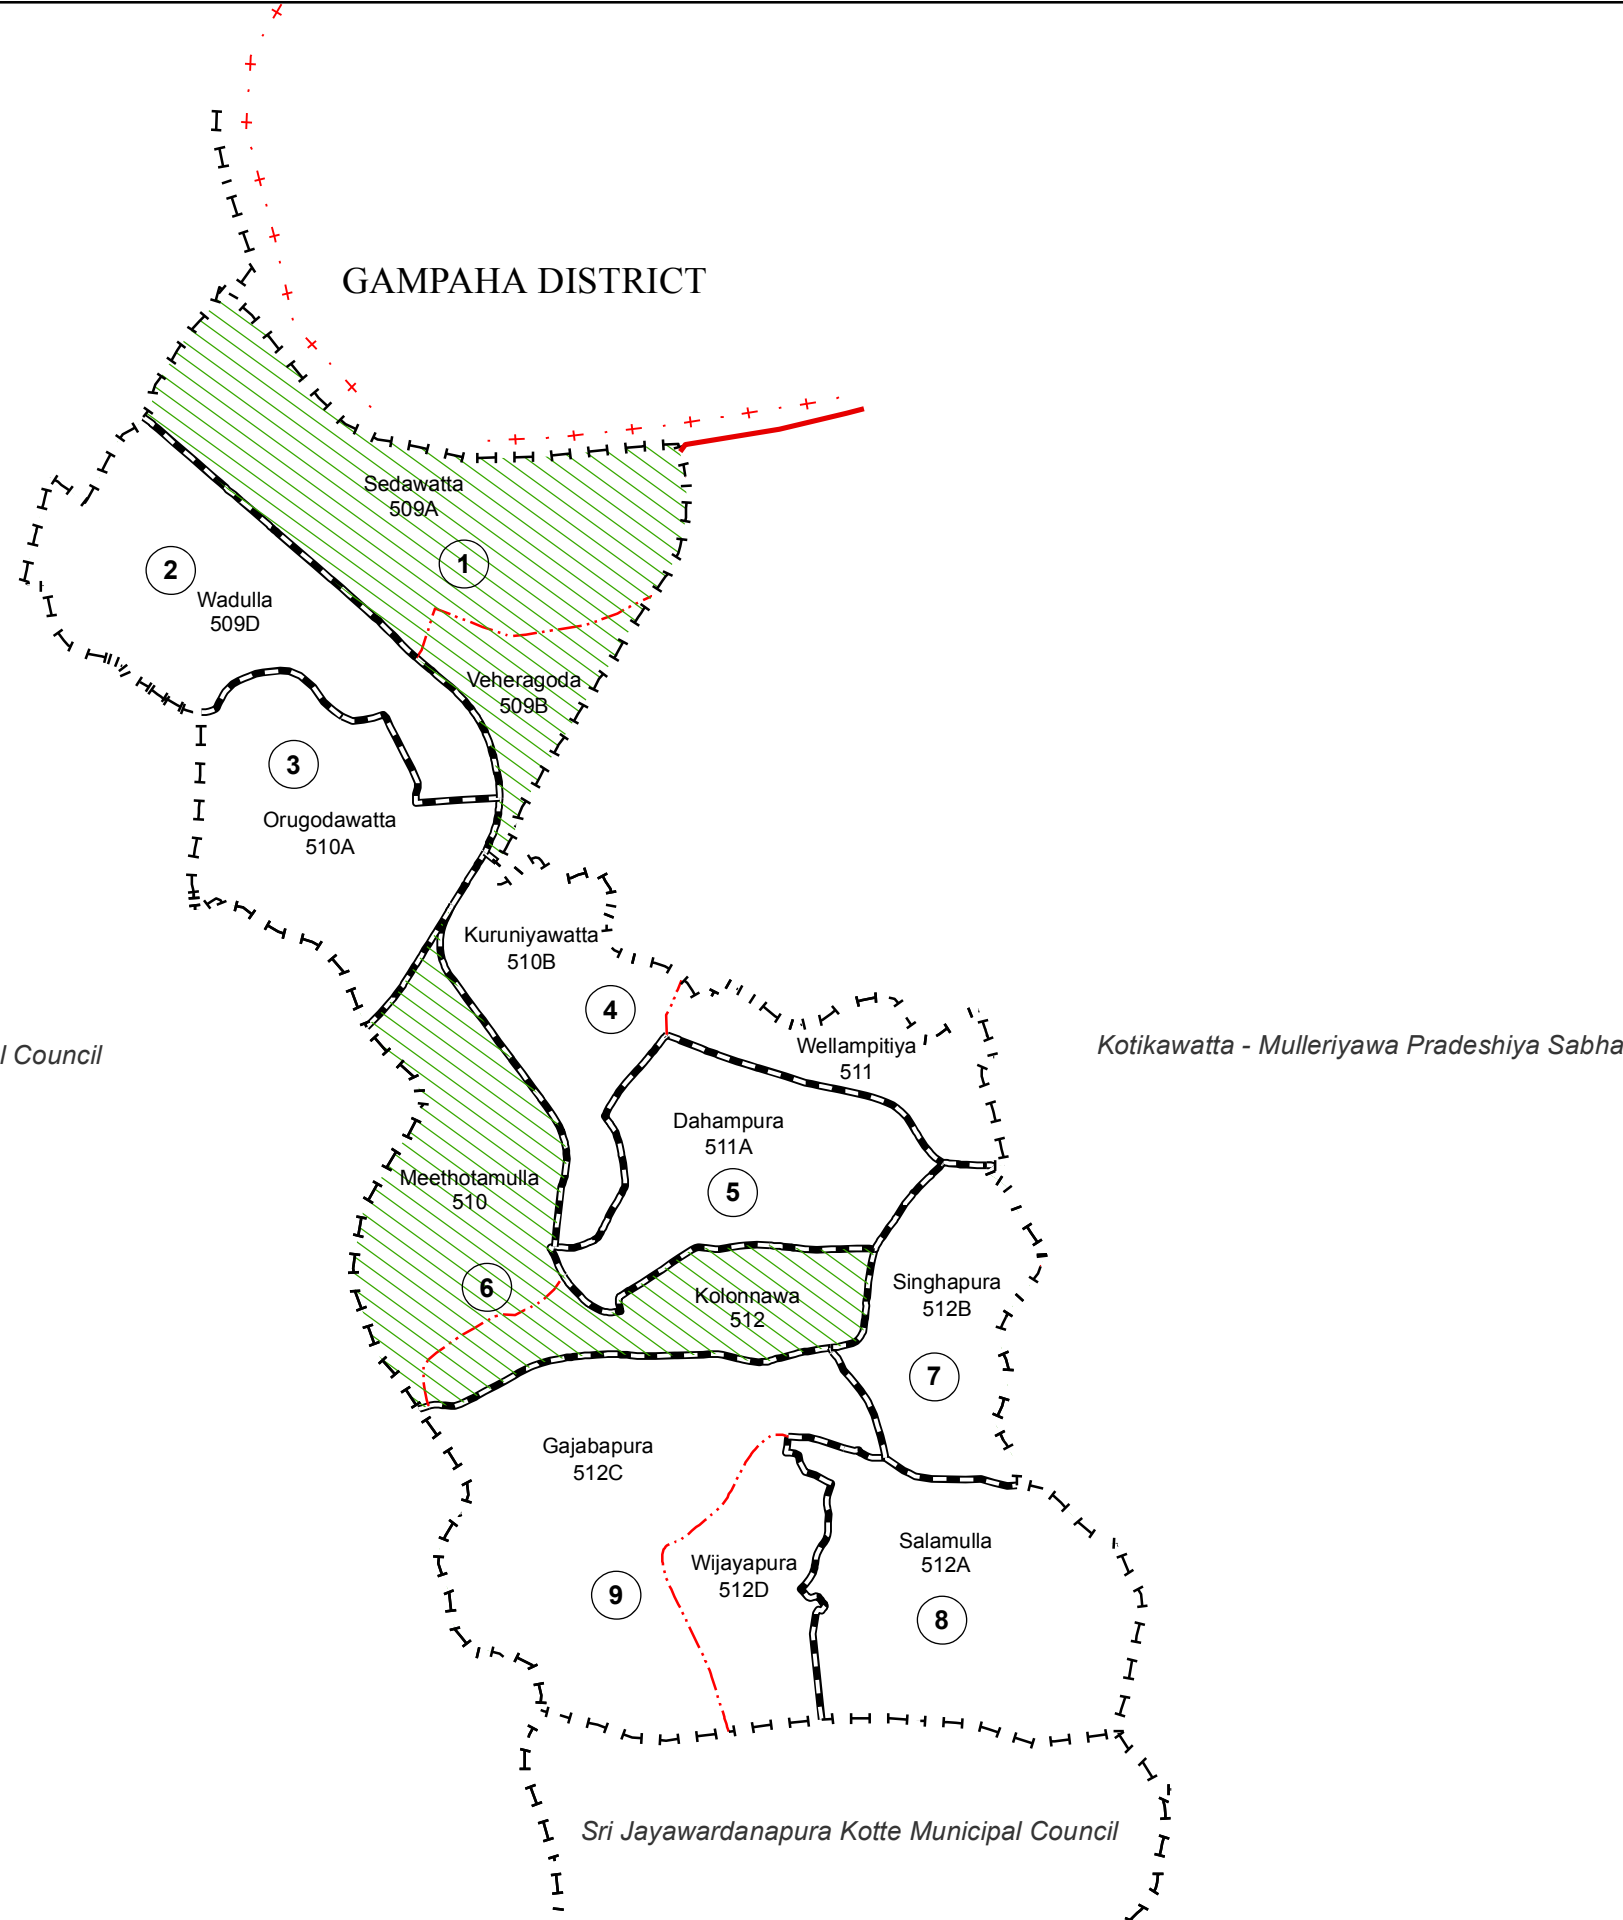 GAMPAHA DISTRICT
Sedawatta
509A
1
2
Wadulla
509D
Veheragoda
509B
3
Orugodawatta
510A
Kuruniyawatta
510B
4
Wellampitiya
511
l Council
Kotikawatta - Mulleriyawa Pradeshiya Sabha
Dahampura
511A
5
Meethotamulla
510
6
Kolonnawa
512
Singhapura
512B
7
Gajabapura
512C
Wijayapura
512D
Salamulla
512A
9
8
Sri Jayawardanapura Kotte Municipal Council